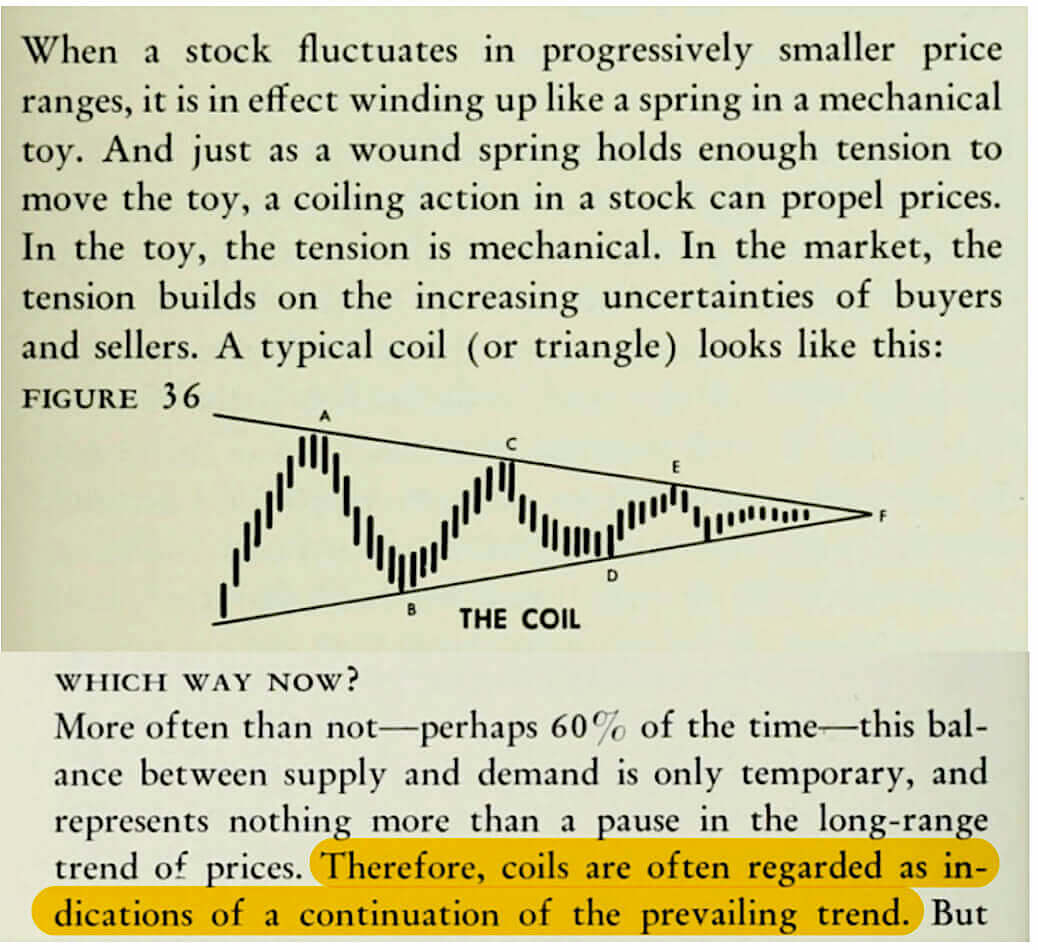 When a stock fluctuates in progressively smaller price
ranges, it is in effect winding up like a spring in a mechanical
toy. And just as a wound spring holds enough tension to
move the toy, a coiling action in a stock can propel prices.
In the toy, the tension is mechanical. In the market, the
tension builds on the increasing uncertainties of buyers
and sellers. A typical coil (or triangle) looks like this:
FIGURE 36
A
C
E
F
D
B
THE COIL
WHICH WAY NOW?
More often than not—perhaps 60% of the time—this bal-
ance between supply and demand is only temporary, and
represents nothing more than a pause in the long-range
trend of prices. Therefore, coils are often regarded as in-
dications of a continuation of the prevailing trend. But